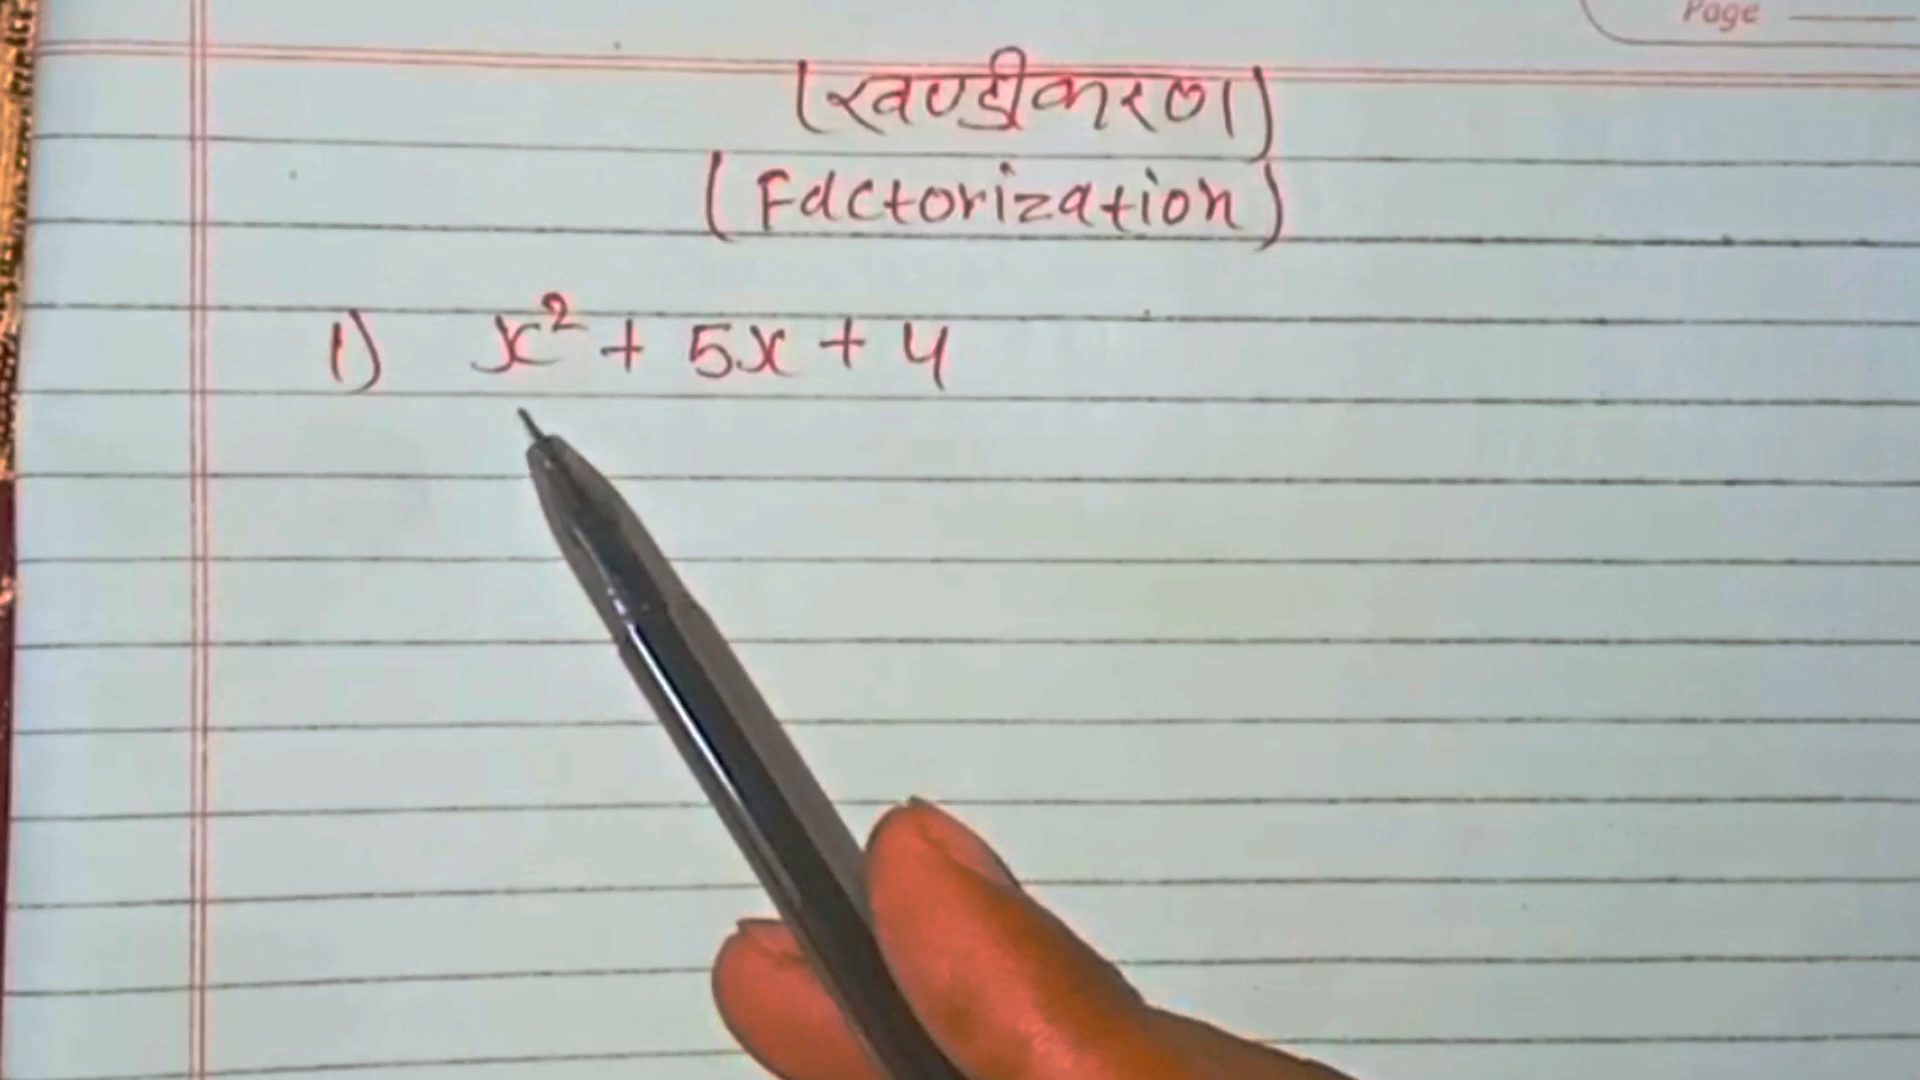 Page
(खण्डीकरण)
(Factorization)
1) x² + 5x + 4